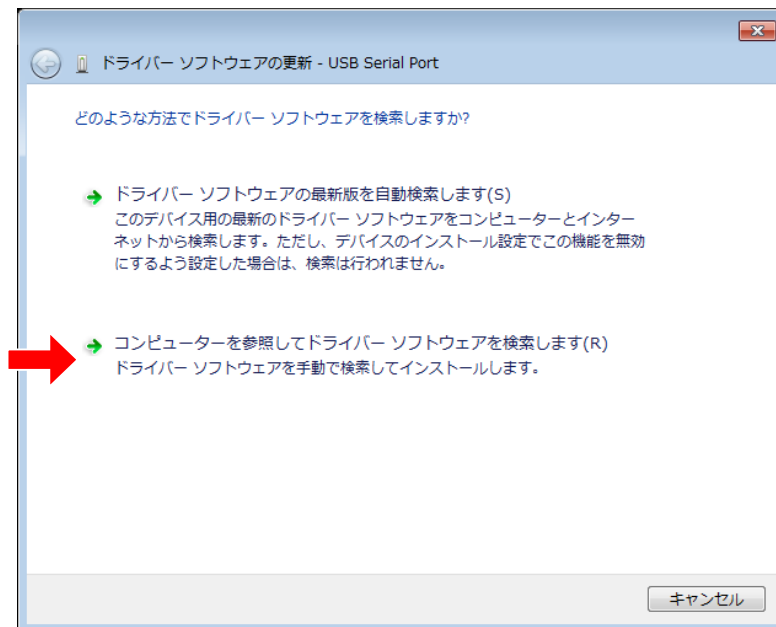 ドライバー ソフトウェアの更新 - USB Serial Port
どのような方法でドライバー ソフトウェアを検索しますか?
ドライバー ソフトウェアの最新版を自動検索します(S)
このデバイス用の最新のドライバー ソフトウェアをコンピューターとインター
ネットから検索します。ただし、デバイスのインストール設定でこの機能を無効
にするよう設定した場合は、検索は行われません。
コンピューターを参照してドライバー ソフトウェアを検索します(R)
ドライバー ソフトウェアを手動で検索してインストールします。
キャンセル